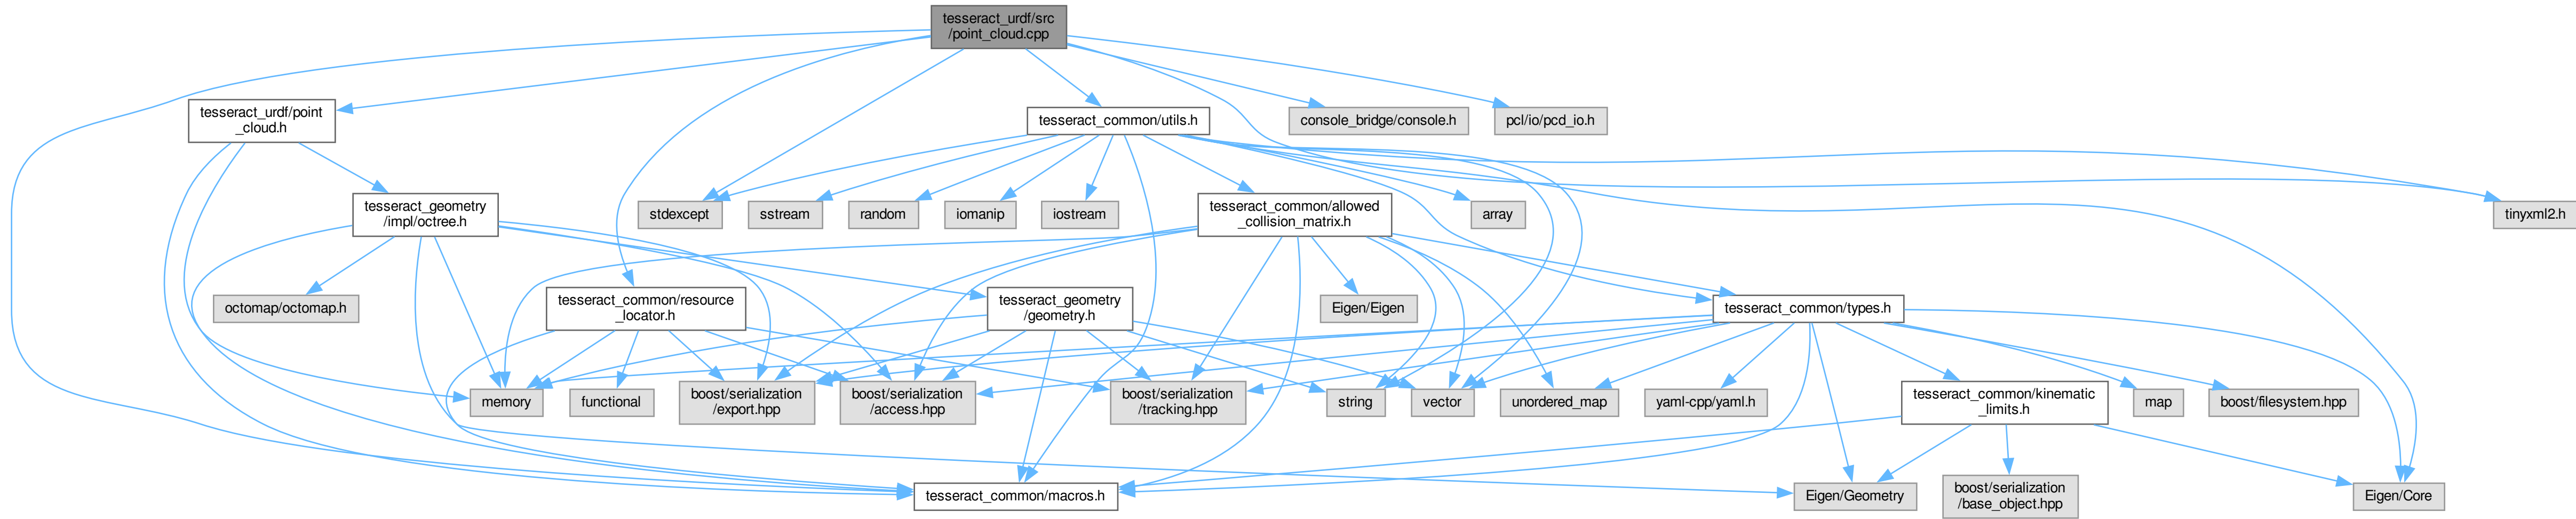 tesseract_urdf/src
/point_cloud.cpp
tesseract_urdf/point
_cloud.h
tesseract_common/utils.h
console_bridge/console.h
pcl/io/pcd_io.h
tesseract_geometry
/impl/octree.h
stdexcept
sstream
random
iomanip
iostream
tesseract_common/allowed
_collision_matrix.h
array
tinyxml2.h
octomap/octomap.h
tesseract_common/resource
_locator.h
tesseract_geometry
/geometry.h
Eigen/Eigen
tesseract_common/types.h
memory
functional
boost/serialization
/export.hpp
boost/serialization
/access.hpp
boost/serialization
/tracking.hpp
string
vector
unordered_map
yaml-cpp/yaml.h
tesseract_common/kinematic
_limits.h
map
boost/filesystem.hpp
tesseract_common/macros.h
Eigen/Geometry
boost/serialization
/base_object.hpp
Eigen/Core